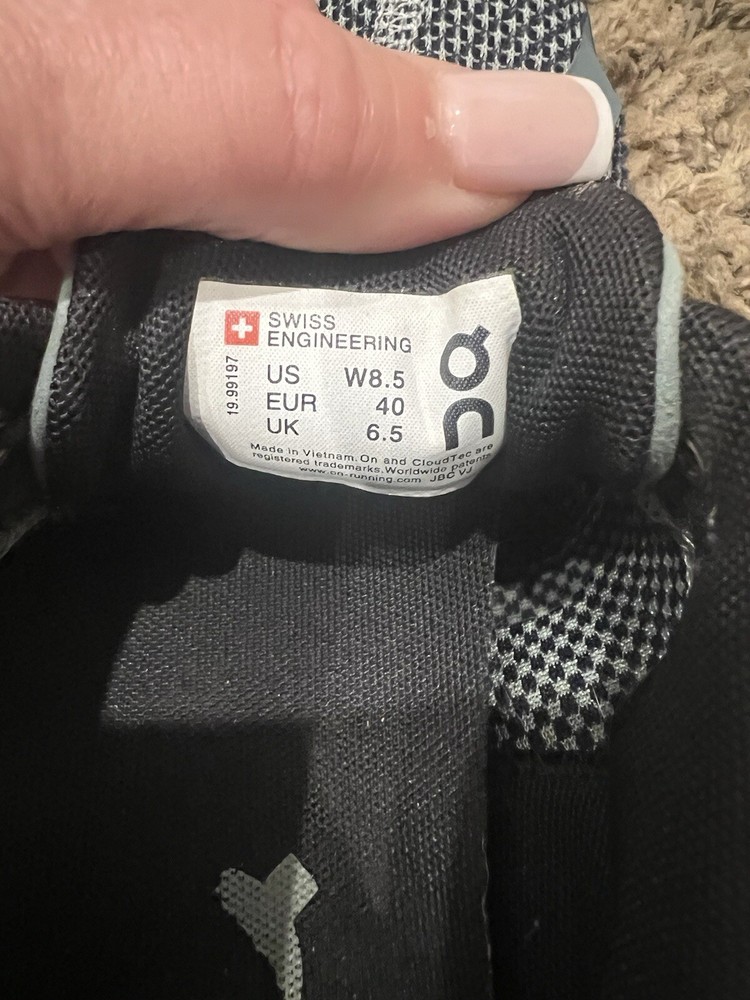 SWISS
ENGINEERING
19.99197
US W8.5
EUR 40
UK 6.5
Made in Vietnam.On and CloudTec are
registered trademarks.Worldwide patents
www.on-running.com JBC VJ
On